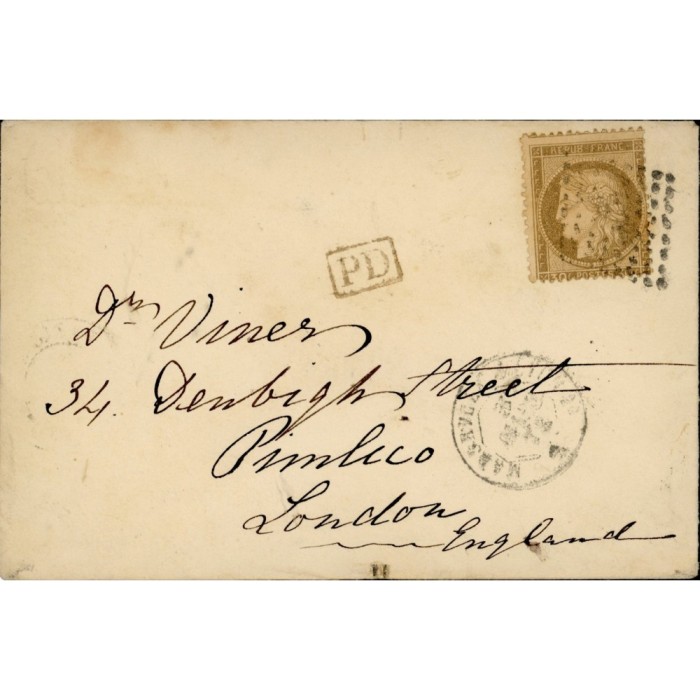 REPUB. FRANC.
PD
Dr Viner
34. Denbigh Street
Pimlico
London
England